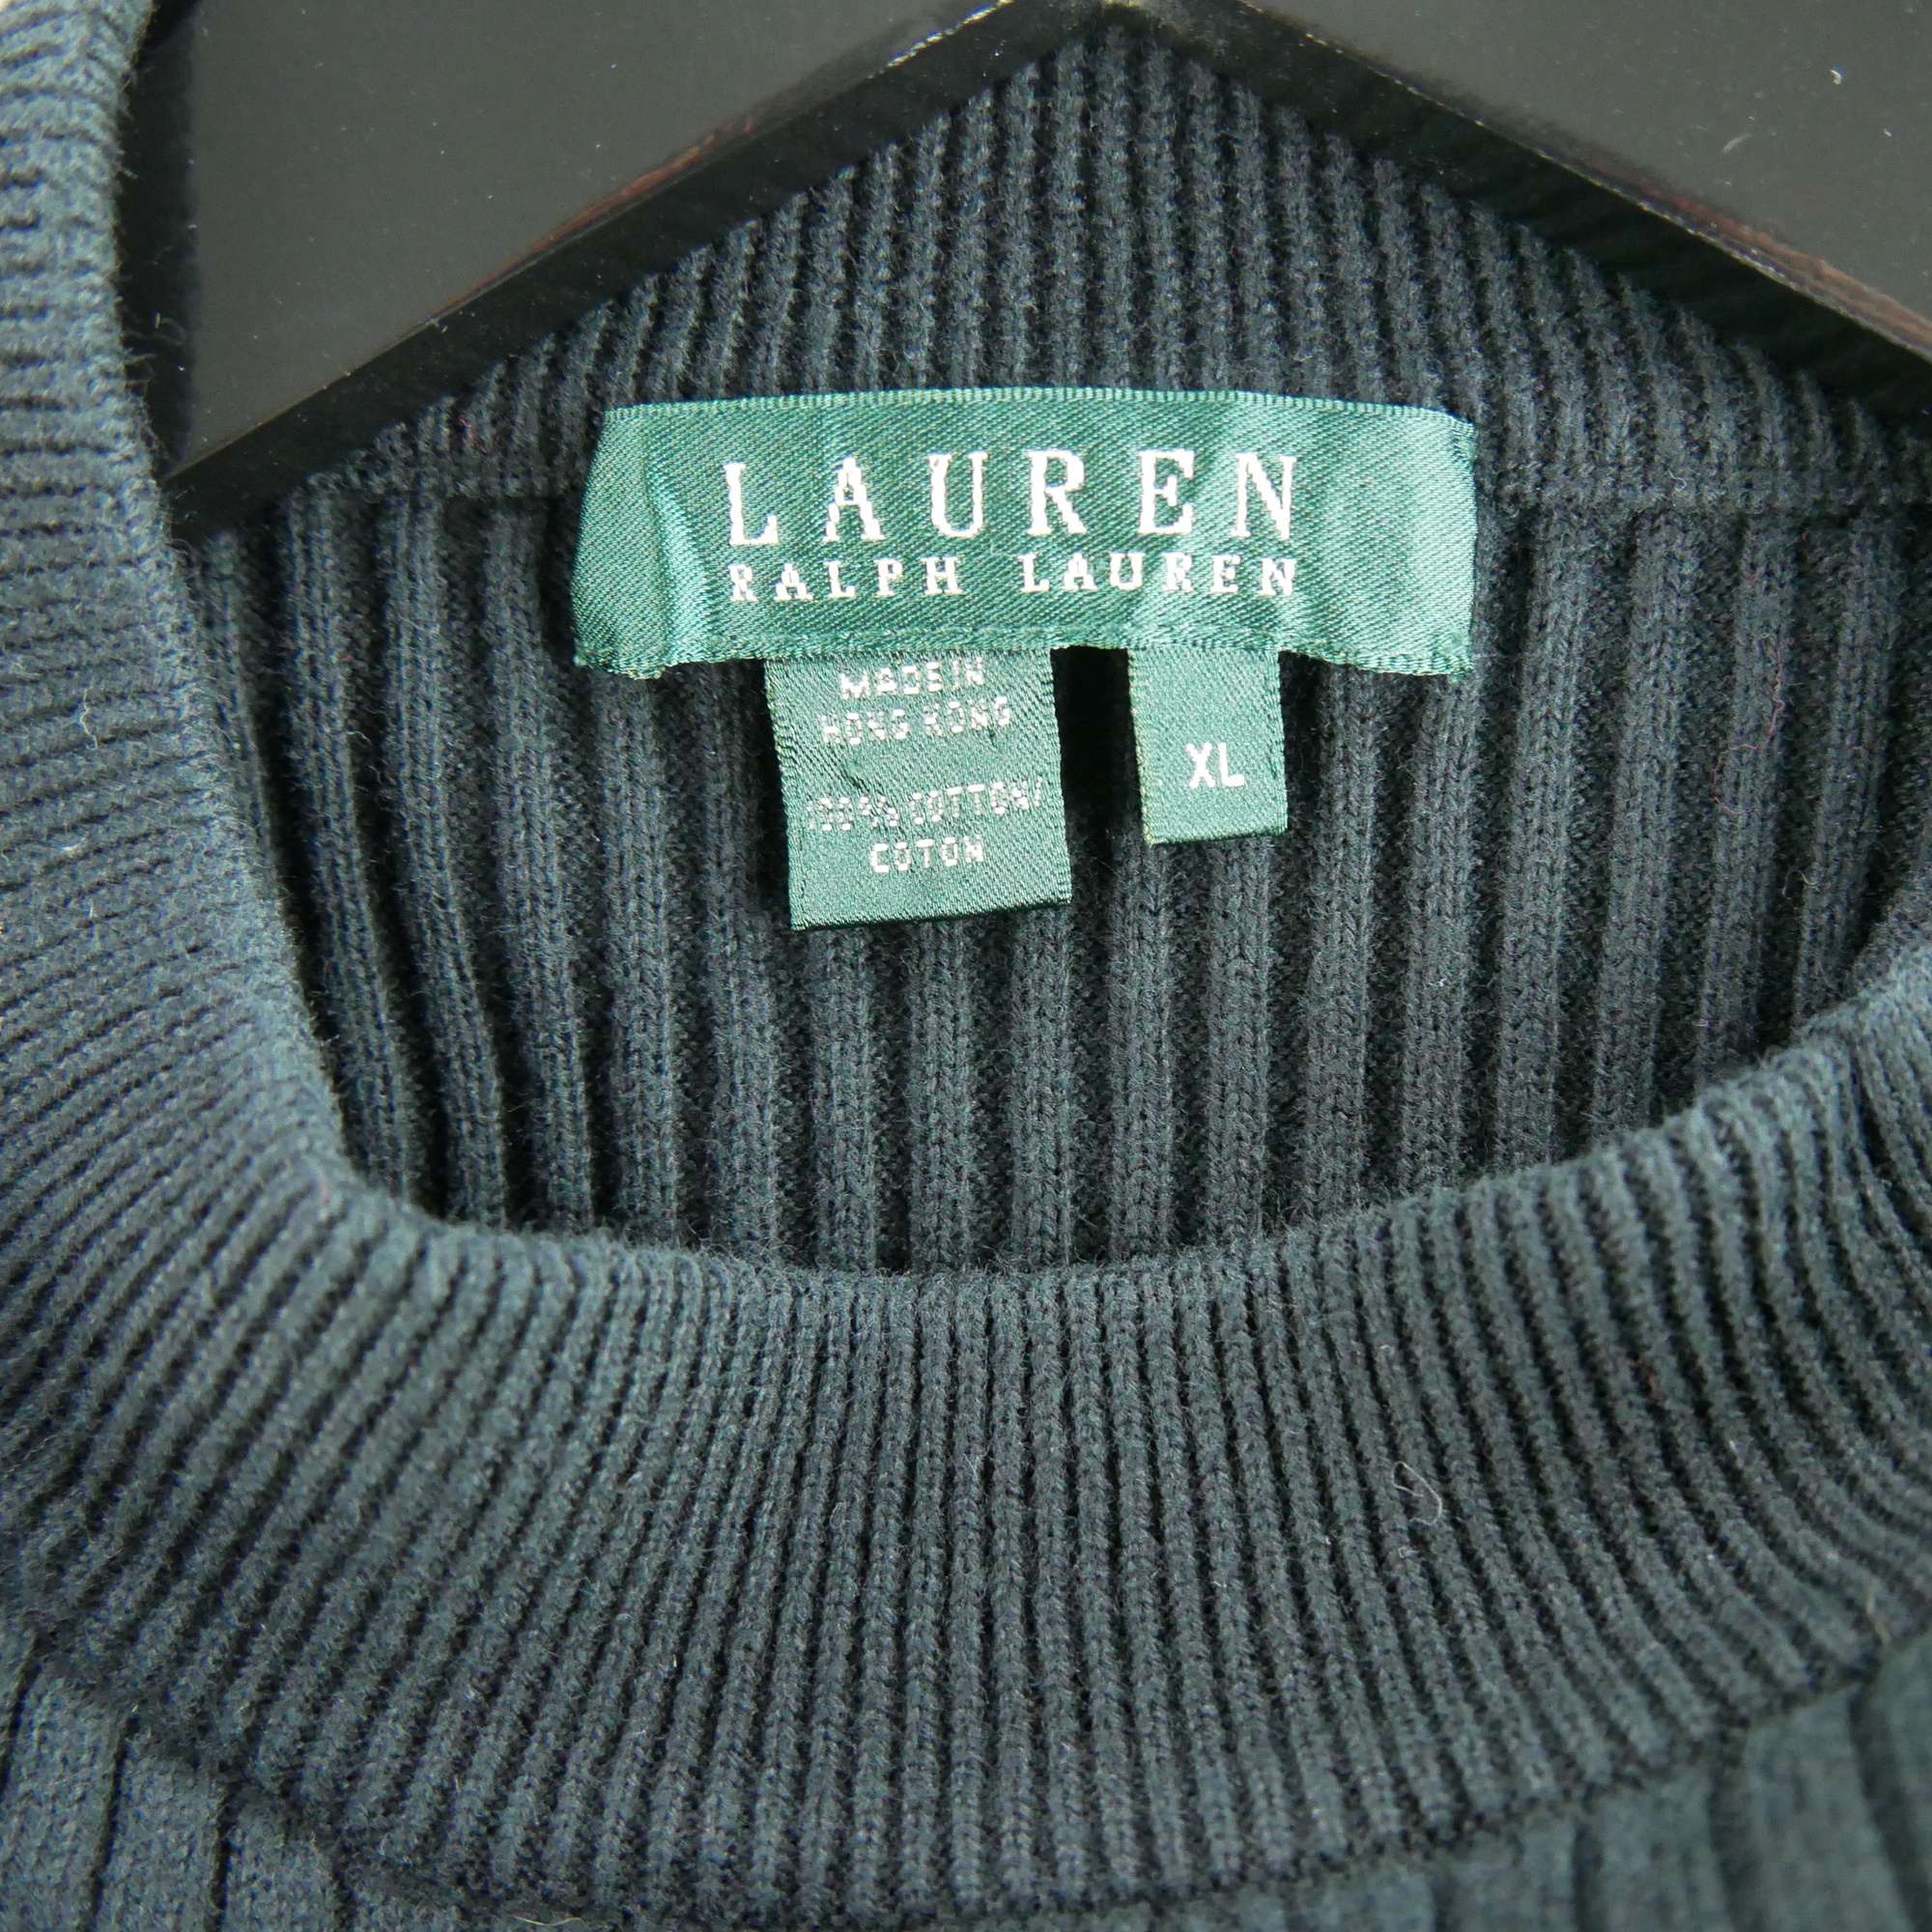 LAUREN
RALPH LAUREN
MADE IN
HONG KONG
100% COTTON/
COTON
XL